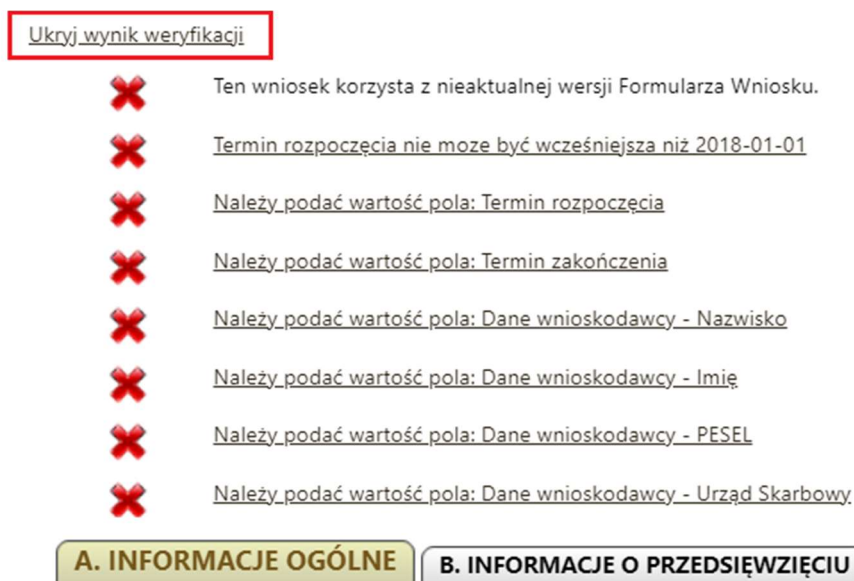 Ukryj wynik weryfikacji
Ten wniosek korzysta z nieaktualnej wersji Formularza Wniosku.
Termin rozpoczęcia nie moze być wcześniejsza niż 2018-01-01
Należy podać wartość pola: Termin rozpoczęcia
Należy podać wartość pola: Termin zakończenia
Należy podać wartość pola: Dane wnioskodawcy - Nazwisko
Należy podać wartość pola: Dane wnioskodawcy - Imię
Należy podać wartość pola: Dane wnioskodawcy - PESEL
Należy podać wartość pola: Dane wnioskodawcy - Urząd Skarbowy
A. INFORMACJE OGÓLNE B. INFORMACJE O PRZEDSIĘWZIĘCIU